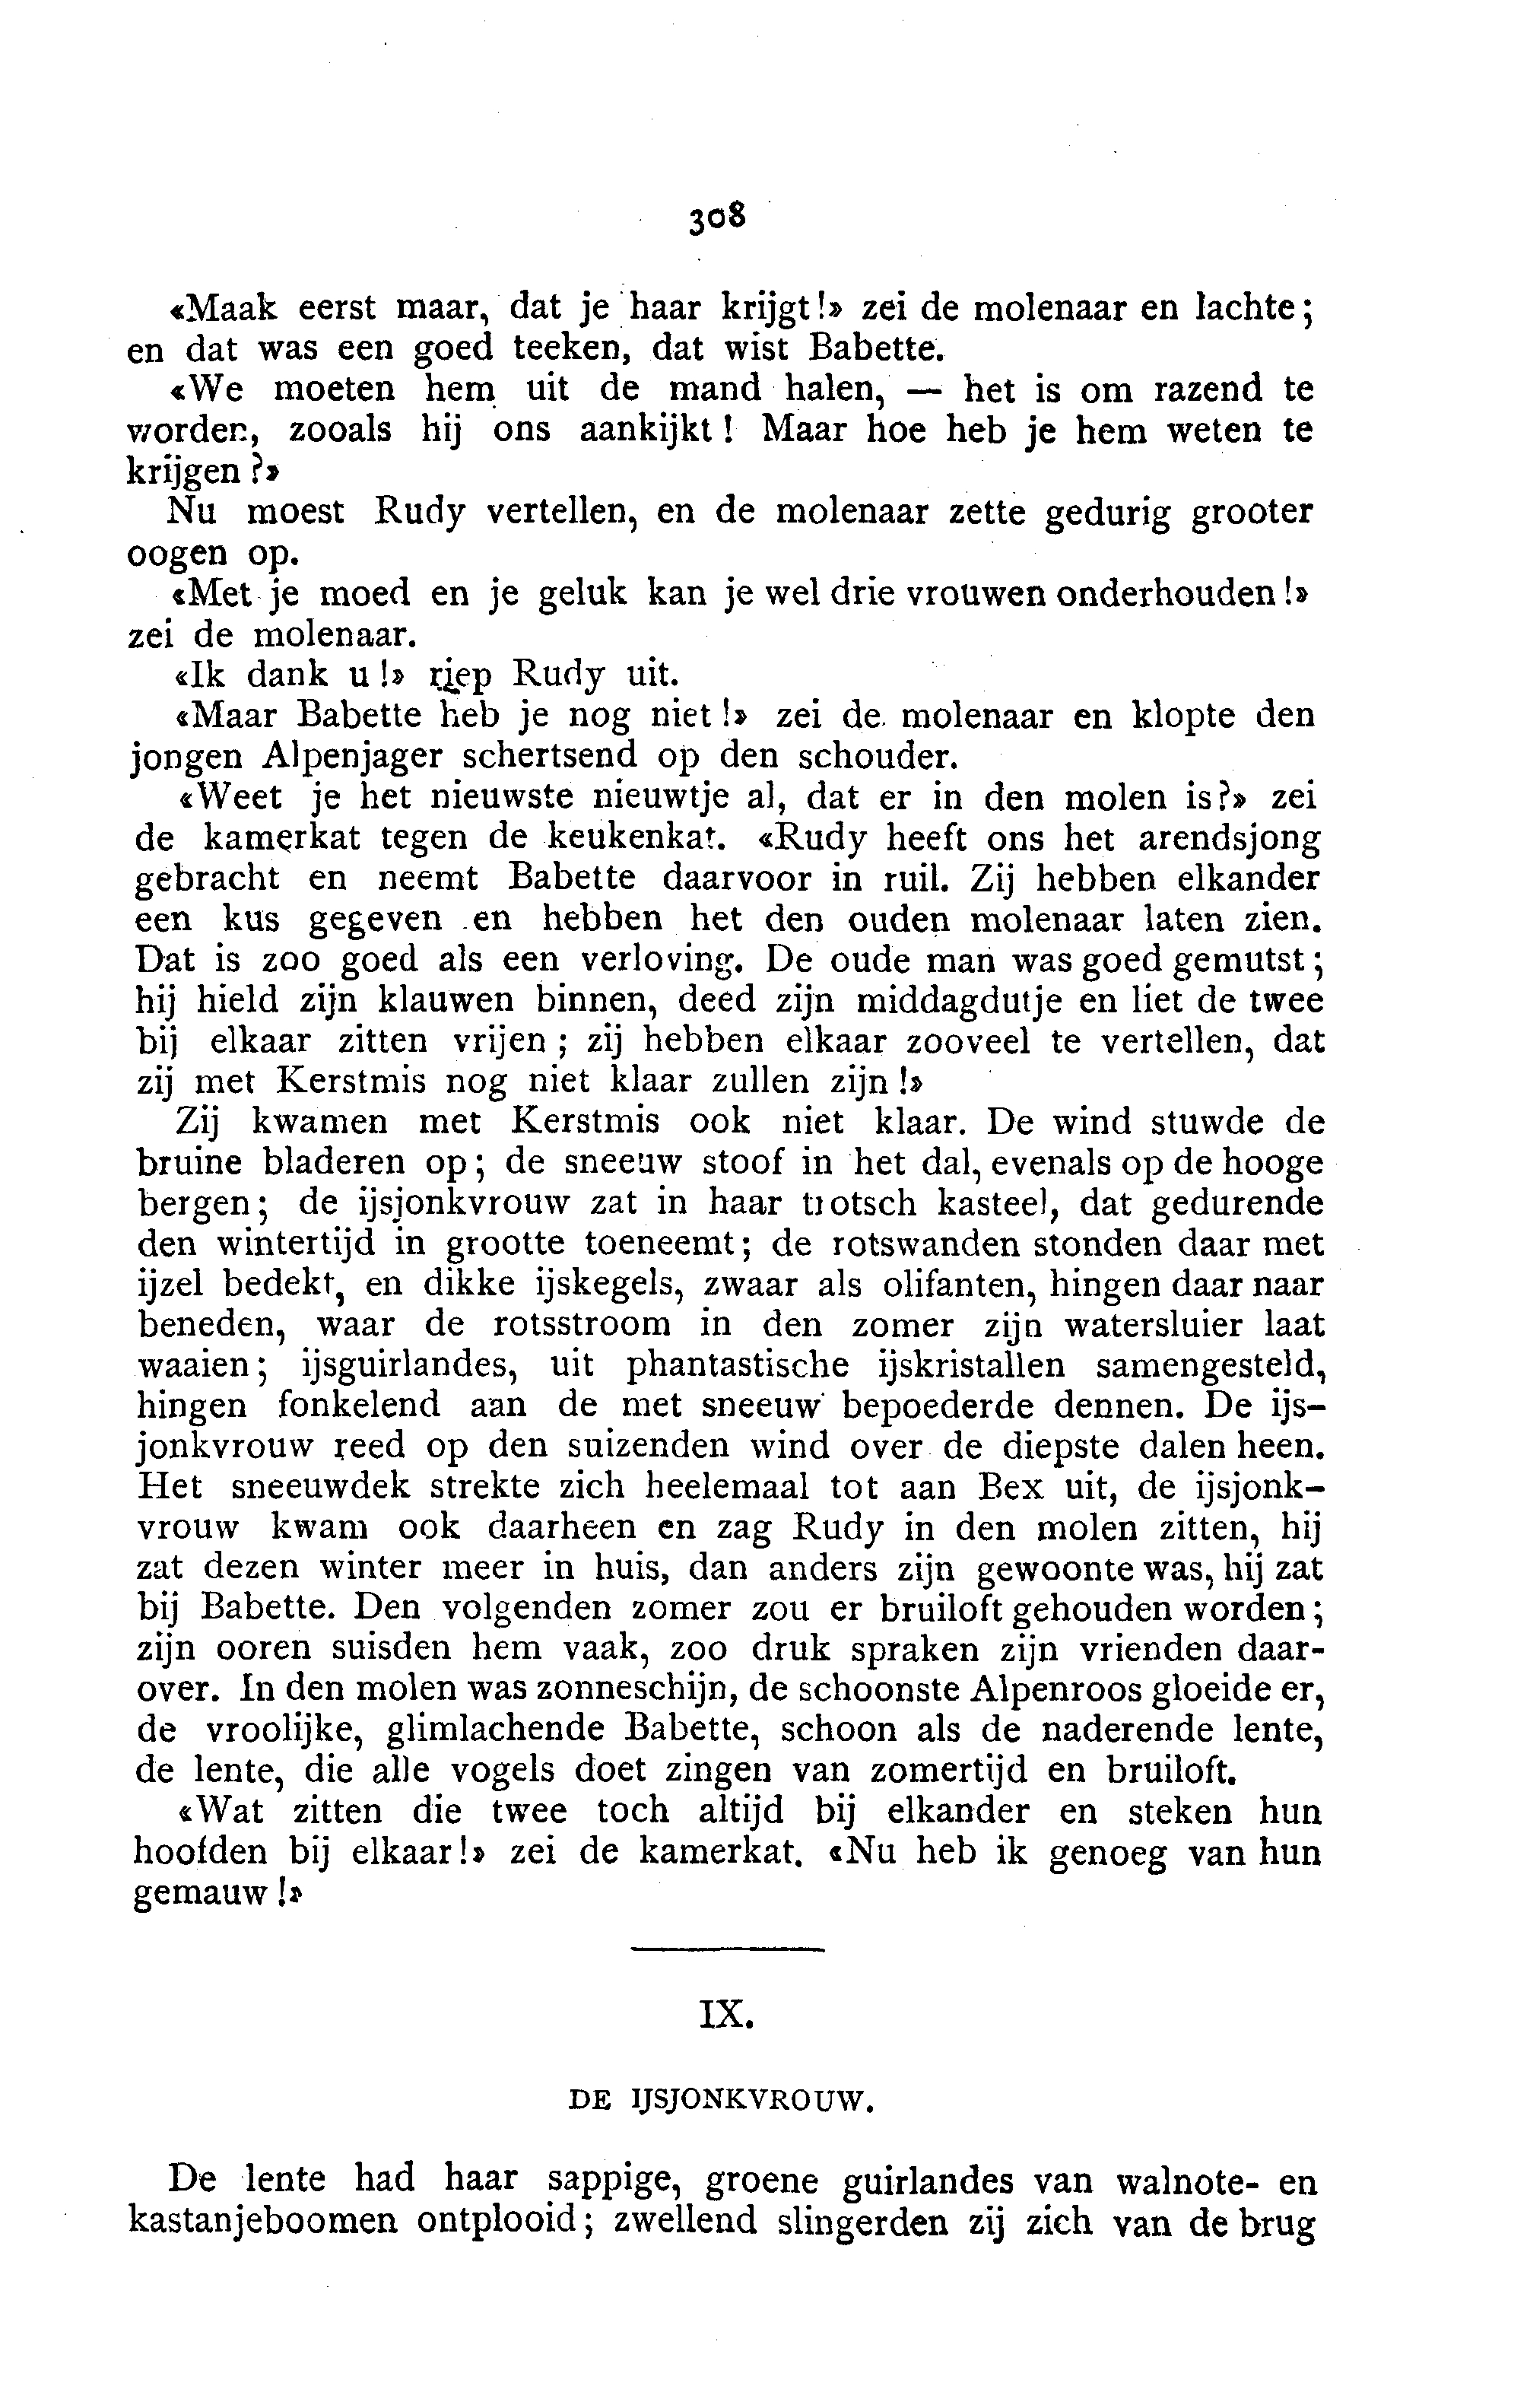 308
«Maak eerst maar, dat je haar krijgt!» zei de molenaar en lachte;
en dat was een goed teeken, dat wist Babette.
«We moeten hem uit de mand halen, — het is om razend te
worden, zooals hij ons aankijkt! Maar hoe heb je hem weten te
krijgen?»
Nu moest Rudy vertellen, en de molenaar zette gedurig grooter
oogen op.
«Met je moed en je geluk kan je wel drie vrouwen onderhouden!»
zei de molenaar.
«Ik dank u!» riep Rudy uit.
«Maar Babette heb je nog niet!» zei de molenaar en klopte den
jongen Alpenjager schertsend op den schouder.
«Weet je het nieuwste nieuwtje al, dat er in den molen is?» zei
de kamerkat tegen de keukenkat. «Rudy heeft ons het arendsjong
gebracht en neemt Babette daarvoor in ruil. Zij hebben elkander
een kus gegeven en hebben het den ouden molenaar laten zien.
Dat is zoo goed als een verloving. De oude man was goed gemutst;
hij hield zijn klauwen binnen, deed zijn middagdutje en liet de twee
bij elkaar zitten vrijen; zij hebben elkaar zooveel te vertellen, dat
zij met Kerstmis nog niet klaar zullen zijn!»
Zij kwamen met Kerstmis ook niet klaar. De wind stuwde de
bruine bladeren op; de sneeuw stoof in het dal, evenals op de hooge
bergen; de ijsjonkvrouw zat in haar trotsch kasteel, dat gedurende
den wintertijd in grootte toeneemt; de rotswanden stonden daar met
ijzel bedekt, en dikke ijskegels, zwaar als olifanten, hingen daar naar
beneden, waar de rotsstroom in den zomer zijn watersluier laat
waaien; ijsguirlandes, uit phantastische ijskristallen samengesteld,
hingen fonkelend aan de met sneeuw bepoederde dennen. De ijs-
jonkvrouw reed op den suizenden wind over de diepste dalen heen.
Het sneeuwdek strekte zich heelemaal tot aan Bex uit, de ijsjonk-
vrouw kwam ook daarheen en zag Rudy in den molen zitten, hij
zat dezen winter meer in huis, dan anders zijn gewoonte was, hij zat
bij Babette. Den volgenden zomer zou er bruiloft gehouden worden;
zijn ooren suisden hem vaak, zoo druk spraken zijn vrienden daar-
over. In den molen was zonneschijn, de schoonste Alpenroos gloeide er,
de vroolijke, glimlachende Babette, schoon als de naderende lente,
de lente, die alle vogels doet zingen van zomertijd en bruiloft.
«Wat zitten die twee toch altijd bij elkander en steken hun
hoofden bij elkaar!» zei de kamerkat. «Nu heb ik genoeg van hun
gemauw!»
IX.
DE IJSJONKVROUW.
De lente had haar sappige, groene guirlandes van walnote- en
kastanjeboomen ontplooid; zwellend slingerden zij zich van de brug